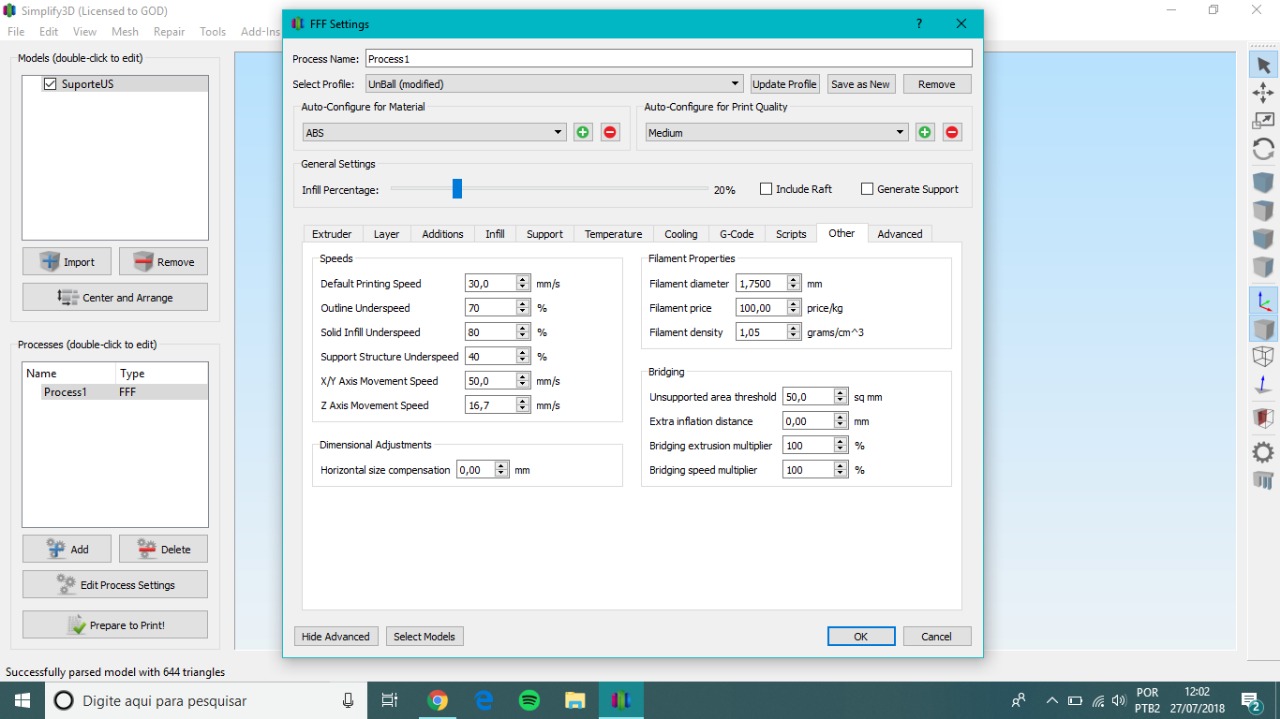 Simplify3D (Licensed to GOD)
File Edit View Mesh Repair Tools Add-Ins
Models (double-click to edit)
SuporteUS
Import Remove
Center and Arrange
Processes (double-click to edit)
Name Type
Process1 FFF
Add Delete
Edit Process Settings
Prepare to Print!
Successfully parsed model with 644 triangles
FFF Settings ?
Process Name: Process1
Select Profile: UnBall (modified) Update Profile Save as New Remove
Auto-Configure for Material
ABS
Auto-Configure for Print Quality
Medium
General Settings
Infill Percentage: 20% Include Raft Generate Support
Extruder Layer Additions Infill Support Temperature Cooling G-Code Scripts Other Advanced
Speeds
Default Printing Speed 30,0 mm/s
Outline Underspeed 70 %
Solid Infill Underspeed 80 %
Support Structure Underspeed 40 %
X/Y Axis Movement Speed 50,0 mm/s
Z Axis Movement Speed 16,7 mm/s
Dimensional Adjustments
Horizontal size compensation 0,00 mm
Filament Properties
Filament diameter 1,7500 mm
Filament price 100,00 price/kg
Filament density 1,05 grams/cm^3
Bridging
Unsupported area threshold 50,0 sq mm
Extra inflation distance 0,00 mm
Bridging extrusion multiplier 100 %
Bridging speed multiplier 100 %
Hide Advanced Select Models OK Cancel
Digite aqui para pesquisar
POR
PTB2
12:02
27/07/2018
2